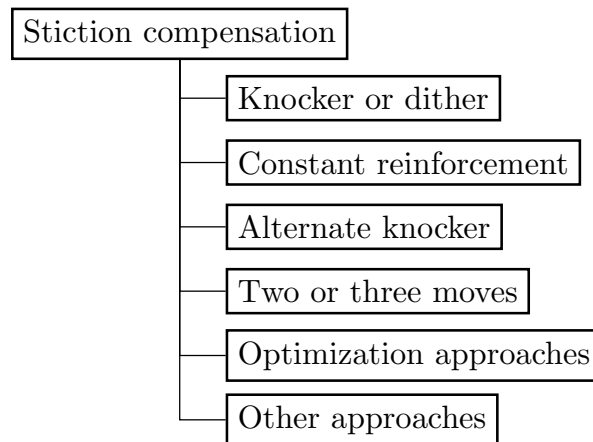 Stiction compensation
Knocker or dither
Constant reinforcement
Alternate knocker
Two or three moves
Optimization approaches
Other approaches